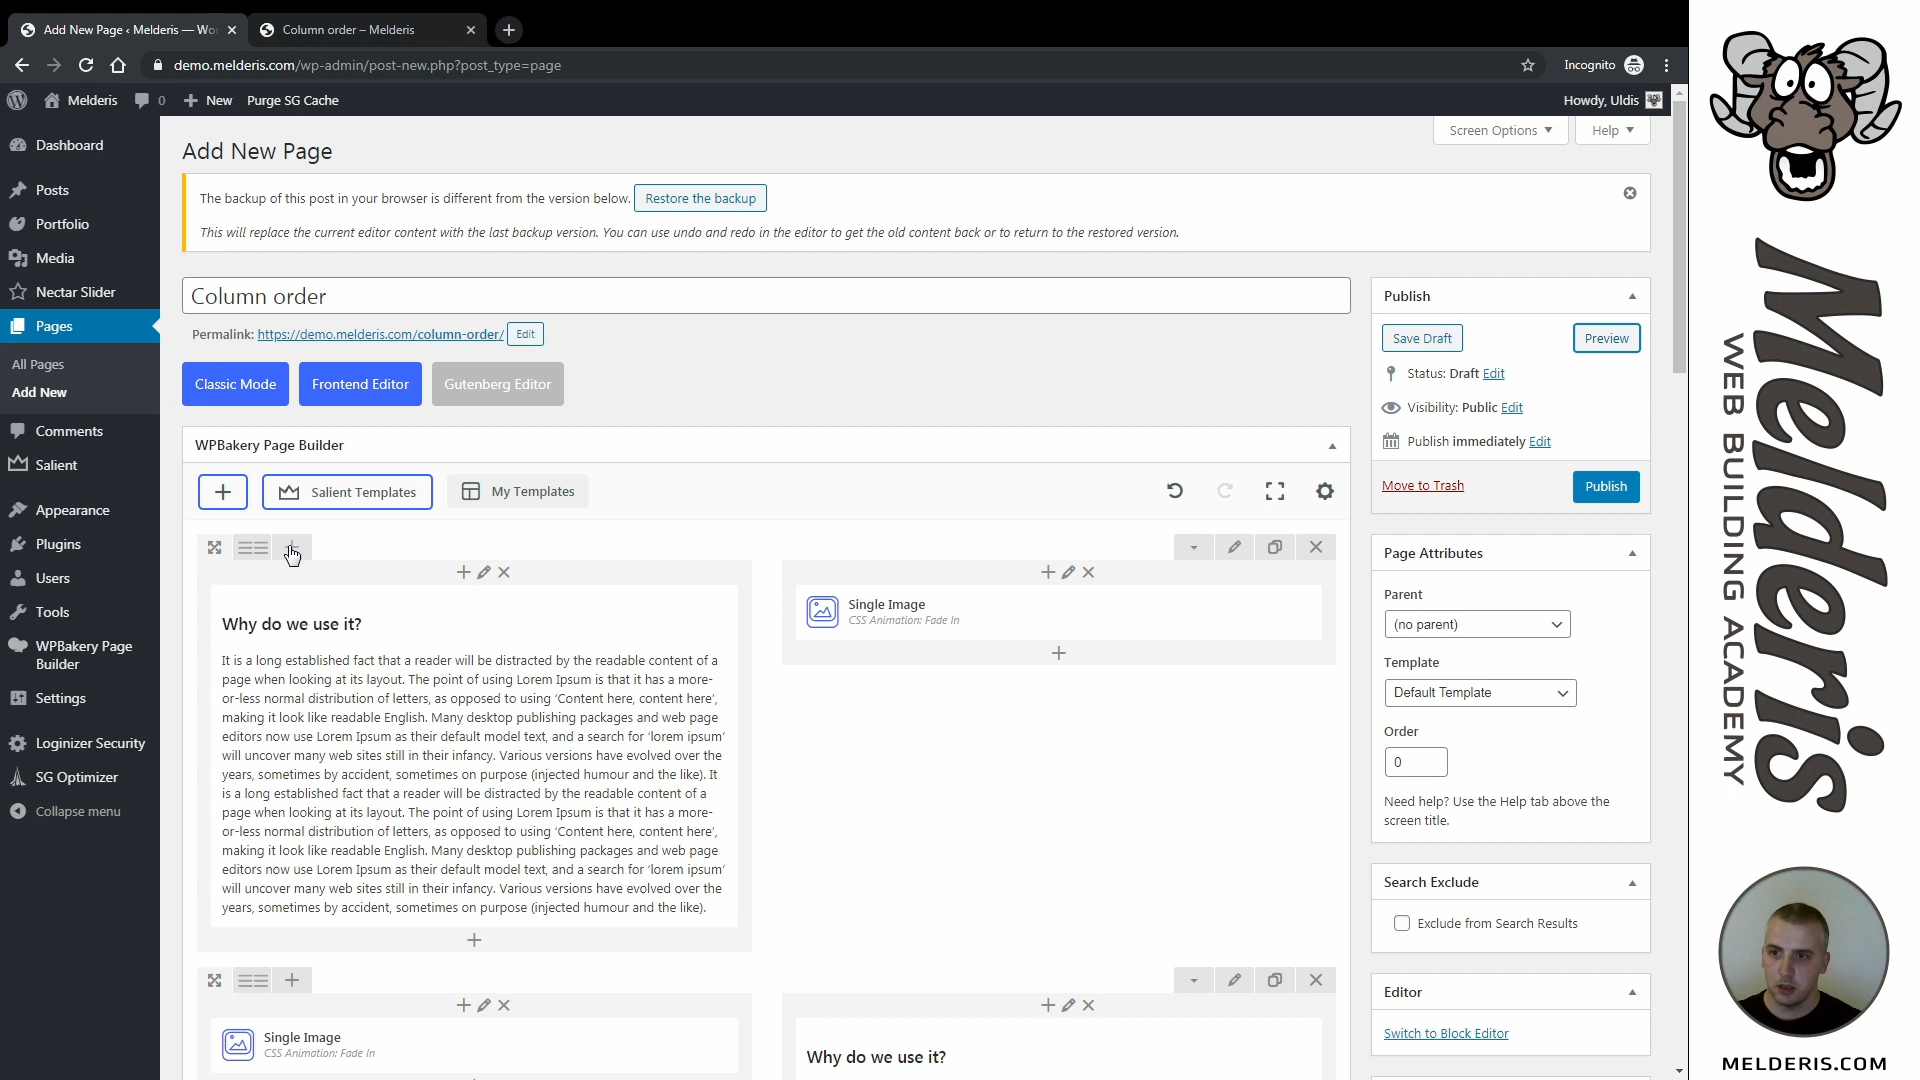 Add New Page ‹ Melderis — Wo
Column order – Melderis
demo.melderis.com/wp-admin/post-new.php?post_type=page
Incognito
Melderis
0
New
Purge SG Cache
Howdy, Uldis
Dashboard
Posts
Portfolio
Media
Nectar Slider
Pages
All Pages
Add New
Comments
Salient
Appearance
Plugins
Users
Tools
WPBakery Page
Builder
Settings
Loginizer Security
SG Optimizer
Collapse menu
Screen Options
Help
Add New Page
The backup of this post in your browser is different from the version below.
Restore the backup
This will replace the current editor content with the last backup version. You can use undo and redo in the editor to get the old content back or to return to the restored version.
Column order
Permalink: https://demo.melderis.com/column-order/
Edit
Classic Mode
Frontend Editor
Gutenberg Editor
WPBakery Page Builder
Salient Templates
My Templates
Why do we use it?
It is a long established fact that a reader will be distracted by the readable content of a
page when looking at its layout. The point of using Lorem Ipsum is that it has a more-
or-less normal distribution of letters, as opposed to using ‘Content here, content here’,
making it look like readable English. Many desktop publishing packages and web page
editors now use Lorem Ipsum as their default model text, and a search for ‘lorem ipsum’
will uncover many web sites still in their infancy. Various versions have evolved over the
years, sometimes by accident, sometimes on purpose (injected humour and the like). It
is a long established fact that a reader will be distracted by the readable content of a
page when looking at its layout. The point of using Lorem Ipsum is that it has a more-
or-less normal distribution of letters, as opposed to using ‘Content here, content here’,
making it look like readable English. Many desktop publishing packages and web page
editors now use Lorem Ipsum as their default model text, and a search for ‘lorem ipsum’
will uncover many web sites still in their infancy. Various versions have evolved over the
years, sometimes by accident, sometimes on purpose (injected humour and the like).
Single Image
CSS Animation: Fade In
Single Image
CSS Animation: Fade In
Why do we use it?
Publish
Save Draft
Preview
Status: Draft Edit
Visibility: Public Edit
Publish immediately Edit
Move to Trash
Publish
Page Attributes
Parent
(no parent)
Template
Default Template
Order
0
Need help? Use the Help tab above the
screen title.
Search Exclude
Exclude from Search Results
Editor
Switch to Block Editor
Melderis
WEB BUILDING ACADEMY
MELDERIS.COM